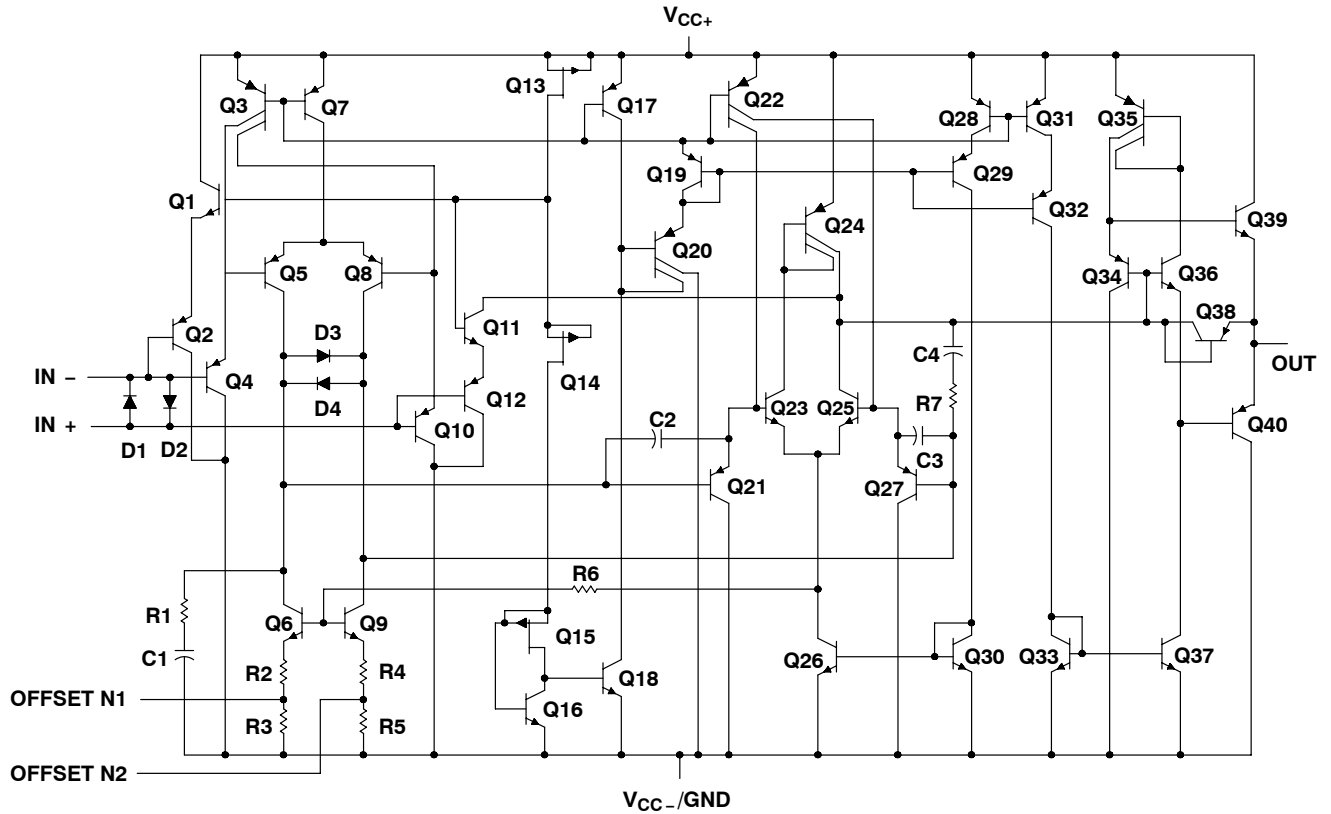 VCC+
Q13
Q3
Q7
Q17
Q22
Q28
Q31
Q35
Q1
Q19
Q29
Q32
Q39
Q24
Q20
Q5
Q8
Q34
Q36
Q2
D3
Q11
Q38
IN −
Q4
D4
Q14
C4
OUT
Q12
R7
IN +
D1
D2
Q10
C2
Q23
Q25
Q40
C3
Q21
Q27
R6
R1
Q6
Q9
Q15
C1
R2
R4
Q26
Q30
Q33
Q37
Q18
OFFSET N1
Q16
R3
R5
OFFSET N2
VCC−/GND